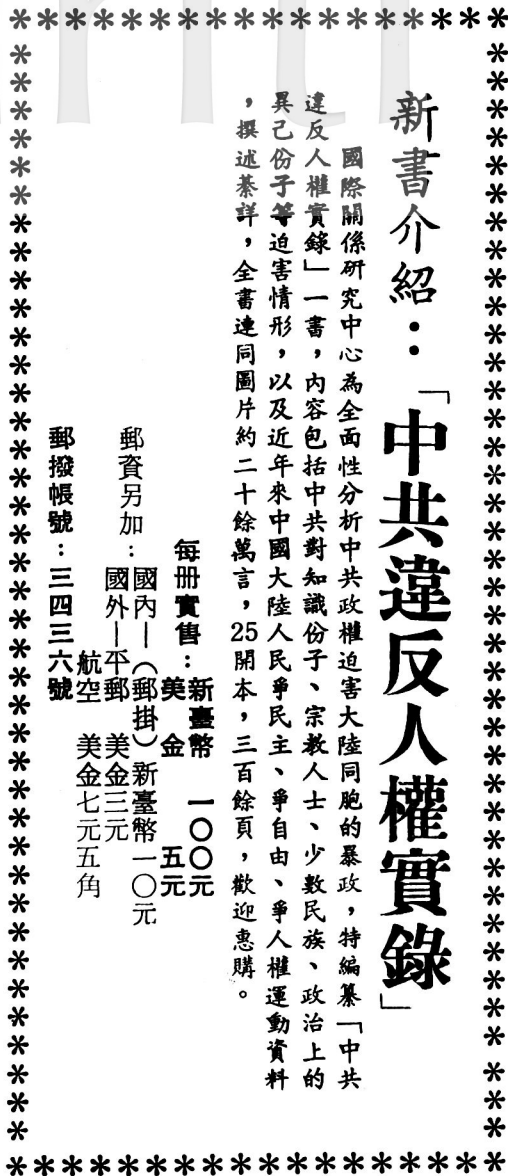 新書介紹：「中共違反人權實錄」
國際關係研究中心為全面性分析中共政權迫害大陸同胞的暴政，特編纂「中共
違反人權實錄」一書，內容包括中共對知識份子、宗教人士、少數民族、政治上的
異己份子等迫害情形，以及近年來中國大陸人民爭民主、爭自由、爭人權運動資料
，撰述綦詳，全書連同圖片約二十餘萬言，25開本，三百餘頁，歡迎惠購。
每冊實售：新臺幣 一〇〇元
美金 五元
郵資另加：國內—（郵掛）新臺幣一〇元
國外—平郵 美金三元
航空 美金七元五角
郵撥帳號：三四三六號